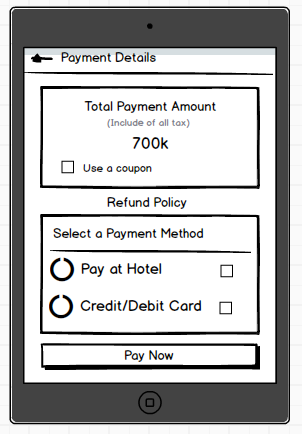 Payment Details
Total Payment Amount
(Include of all tax)
700k
Use a coupon
Refund Policy
Select a Payment Method
Pay at Hotel
Credit/Debit Card
Pay Now